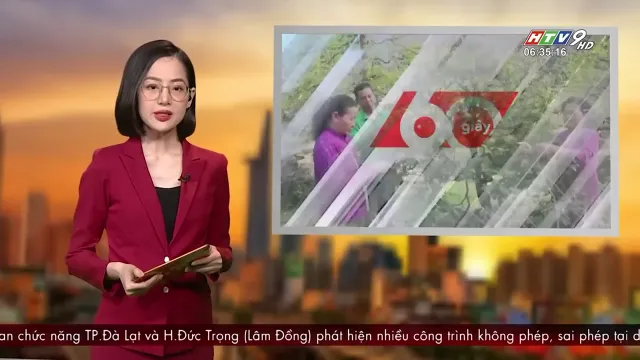 HTV9 HD
06:35:16
60 giây
an chức năng TP.Đà Lạt và H.Đức Trọng (Lâm Đồng) phát hiện nhiều công trình không phép, sai phép tại d